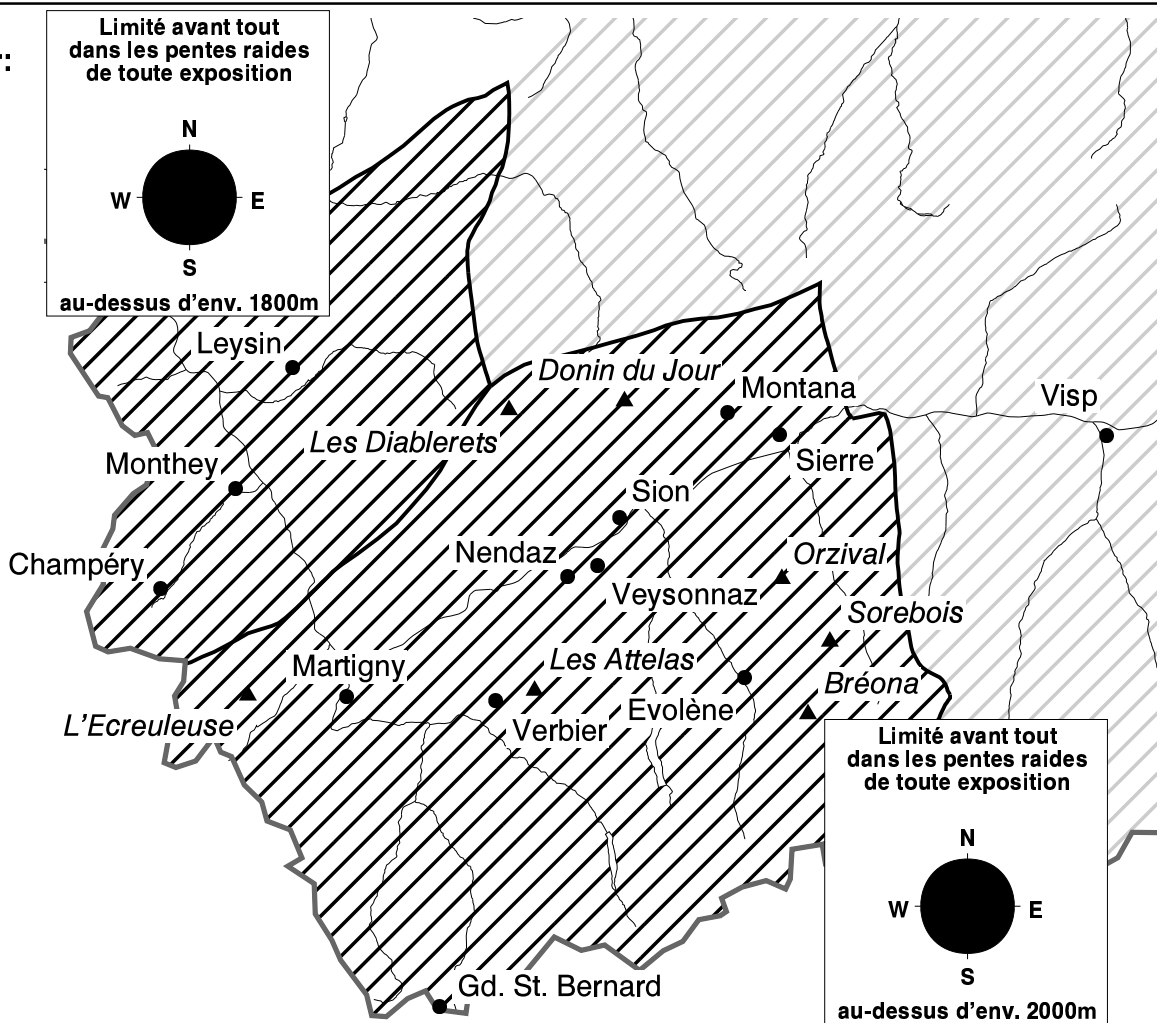 Limité avant tout
dans les pentes raides
de toute exposition
r:
N
W E
S
au-dessus d'env. 1800m
Leysin
Donin du Jour
Montana
Visp
Les Diablerets
Monthey
Sierre
Sion
Champéry
Nendaz
Orzival
Veysonnaz
Sorebois
Martigny
Les Attelas
Bréona
L'Ecreuleuse
Verbier
Evolène
Limité avant tout
dans les pentes raides
de toute exposition
N
W E
S
Gd. St. Bernard
au-dessus d'env. 2000m